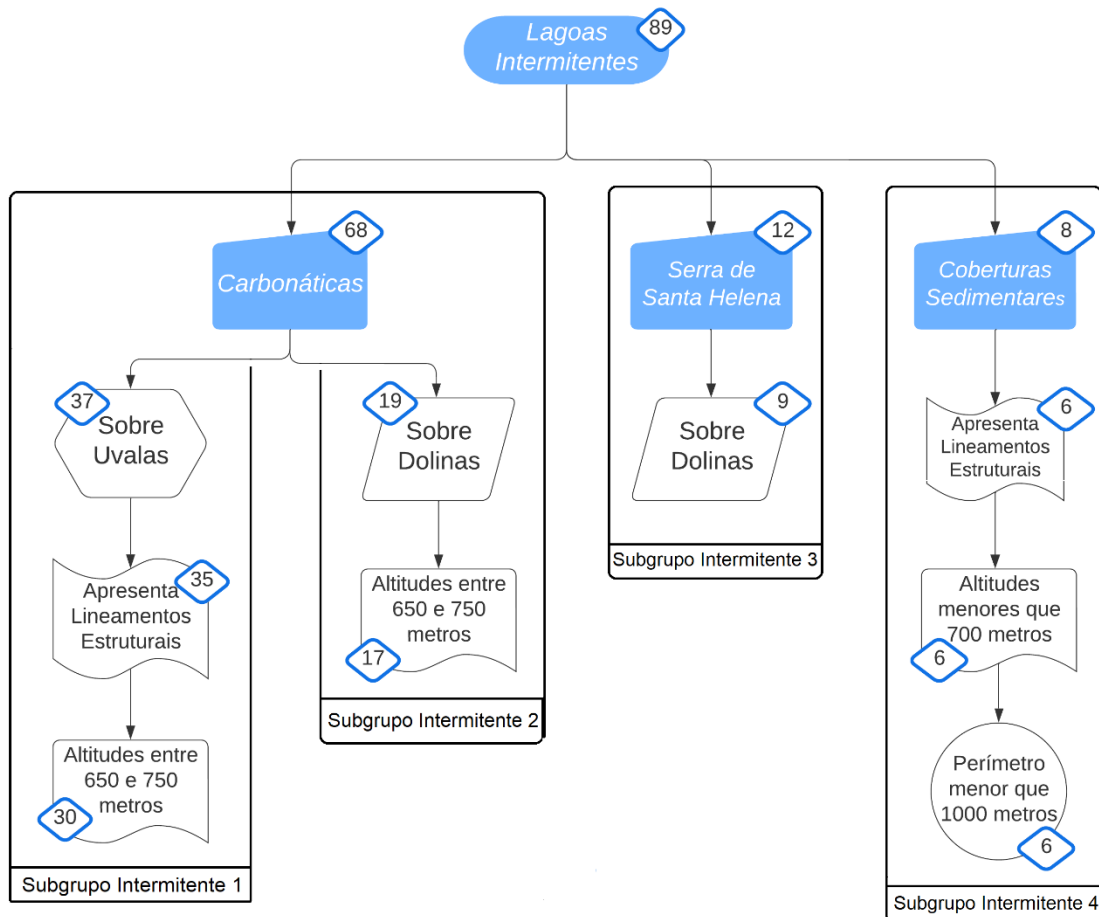 Lagoas
Intermitentes
89
Carbonáticas
68
Sobre
Uvalas
37
Apresenta
Lineamentos
Estruturais
35
Altitudes entre
650 e 750
metros
30
Subgrupo Intermitente 1
Sobre
Dolinas
19
Altitudes entre
650 e 750
metros
17
Subgrupo Intermitente 2
Serra de
Santa Helena
12
Sobre
Dolinas
9
Subgrupo Intermitente 3
Coberturas
Sedimentares
8
Apresenta
Lineamentos
Estruturais
6
Altitudes
menores que
700 metros
6
Perímetro
menor que
1000 metros
6
Subgrupo Intermitente 4